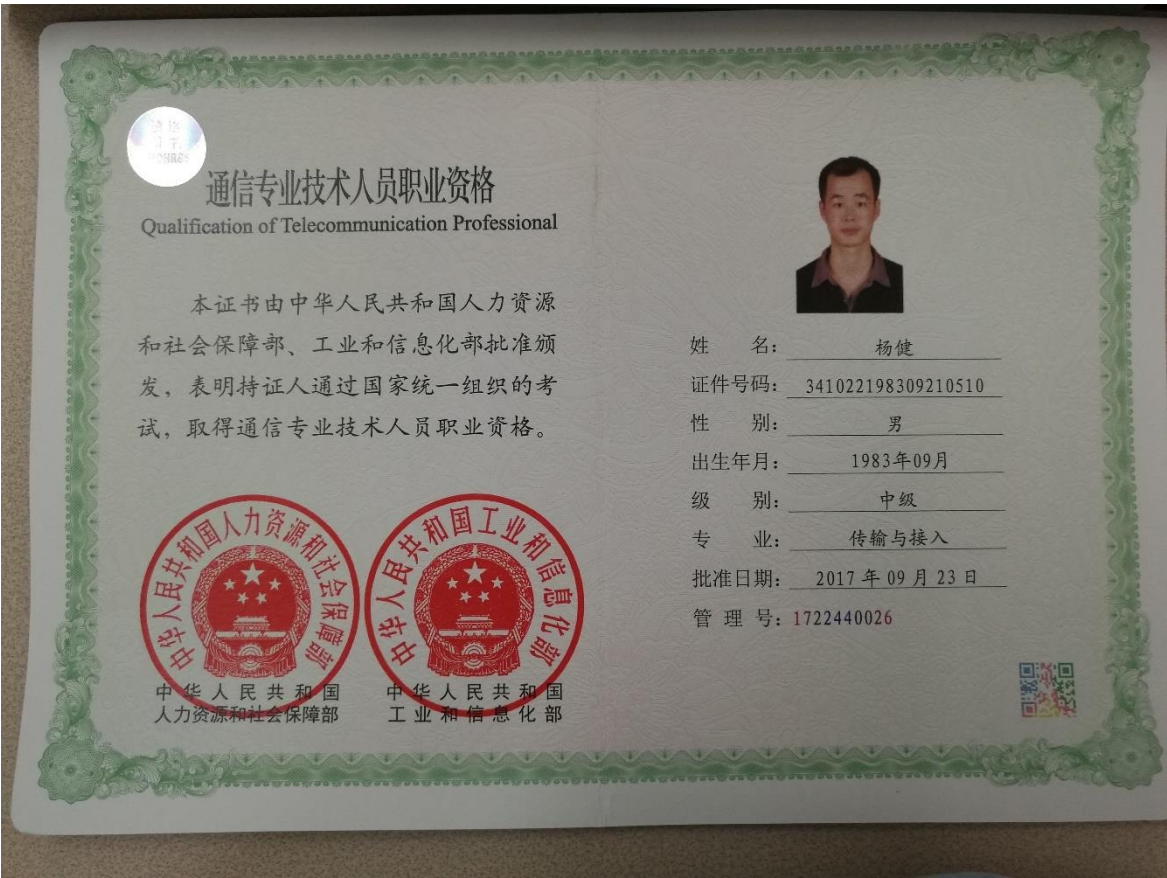 通信专业技术人员职业资格
Qualification of Telecommunication Professional
本证书由中华人民共和国人力资源
和社会保障部、工业和信息化部批准颁
发，表明持证人通过国家统一组织的考
试，取得通信专业技术人员职业资格。
中华人民共和国人力资源和社会保障部
中华人民共和国工业和信息化部
中华人民共和国
人力资源和社会保障部
中华人民共和国
工业和信息化部
姓 名：杨健
证件号码：341022198309210510
性 别：男
出生年月：1983年09月
级 别：中级
专 业：传输与接入
批准日期：2017 年 09 月 23 日
管 理 号：1722440026